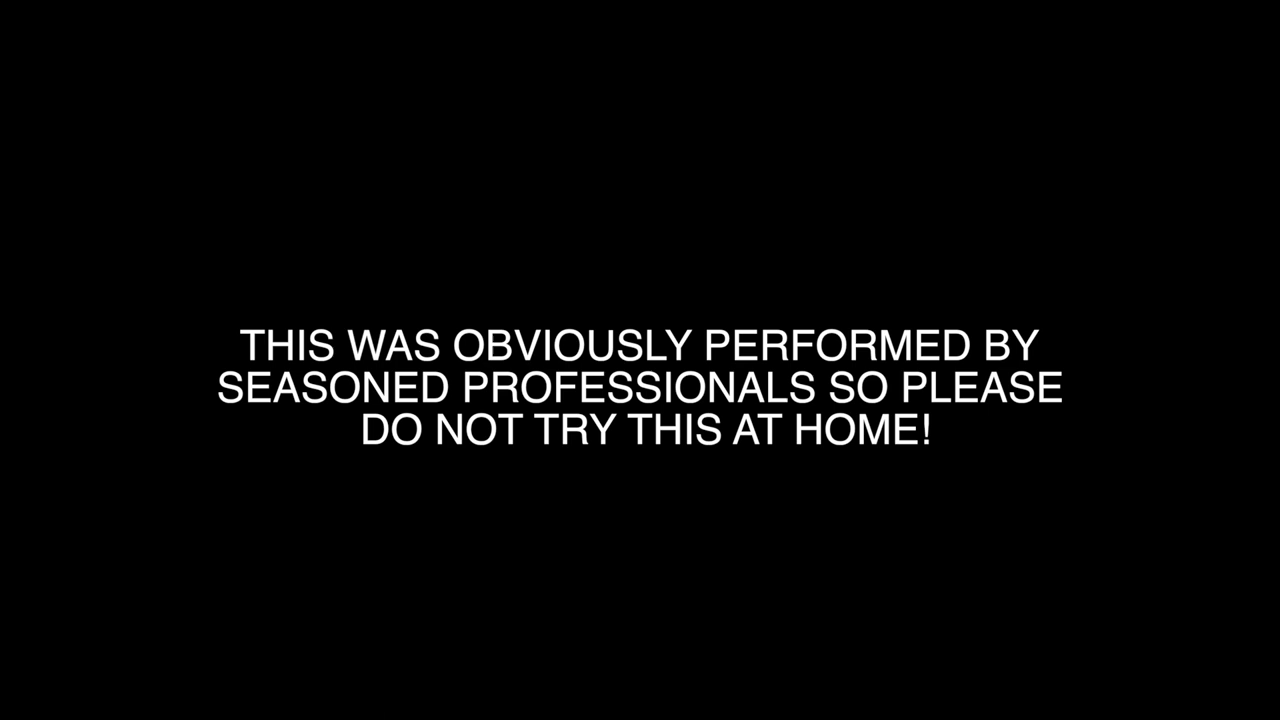 THIS WAS OBVIOUSLY PERFORMED BY
SEASONED PROFESSIONALS SO PLEASE
DO NOT TRY THIS AT HOME!